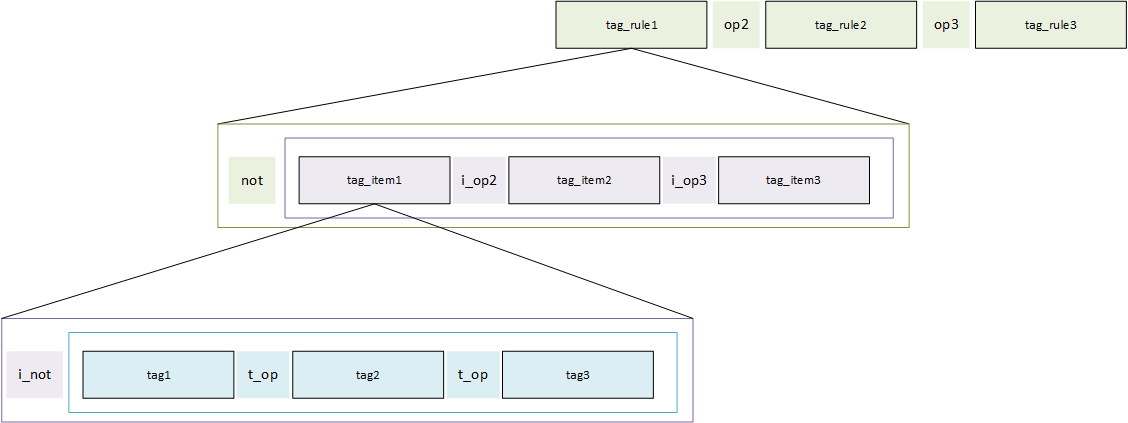 tag_rule1 op2 tag_rule2 op3 tag_rule3
not tag_item1 i_op2 tag_item2 i_op3 tag_item3
i_not tag1 t_op tag2 t_op tag3